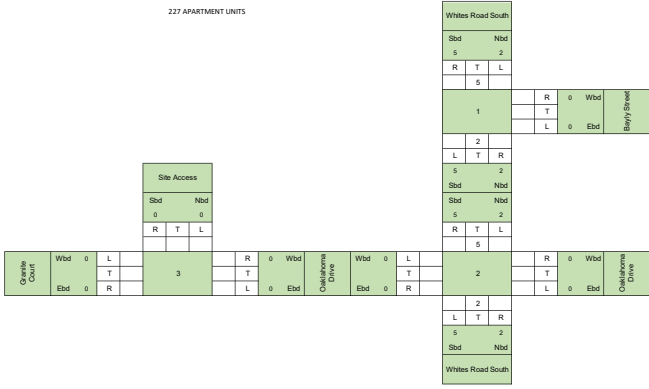 227 APARTMENT UNITS
Whites Road South
Sbd Nbd
5 2
R T L
5
1
R 0 Wbd
T
L 0 Ebd
Bayly Street
2
L T R
5 2
Sbd Nbd
Sbd Nbd
5 2
R T L
5
Site Access
Sbd Nbd
0 0
R T L
Granite
Court
Wbd 0 L
T
Ebd 0 R
3
R 0 Wbd
T
L 0 Ebd
Oaklahoma
Drive
Wbd 0 L
T
Ebd 0 R
2
R 0 Wbd
T
L 0 Ebd
Oaklahoma
Drive
2
L T R
5 2
Sbd Nbd
Whites Road South